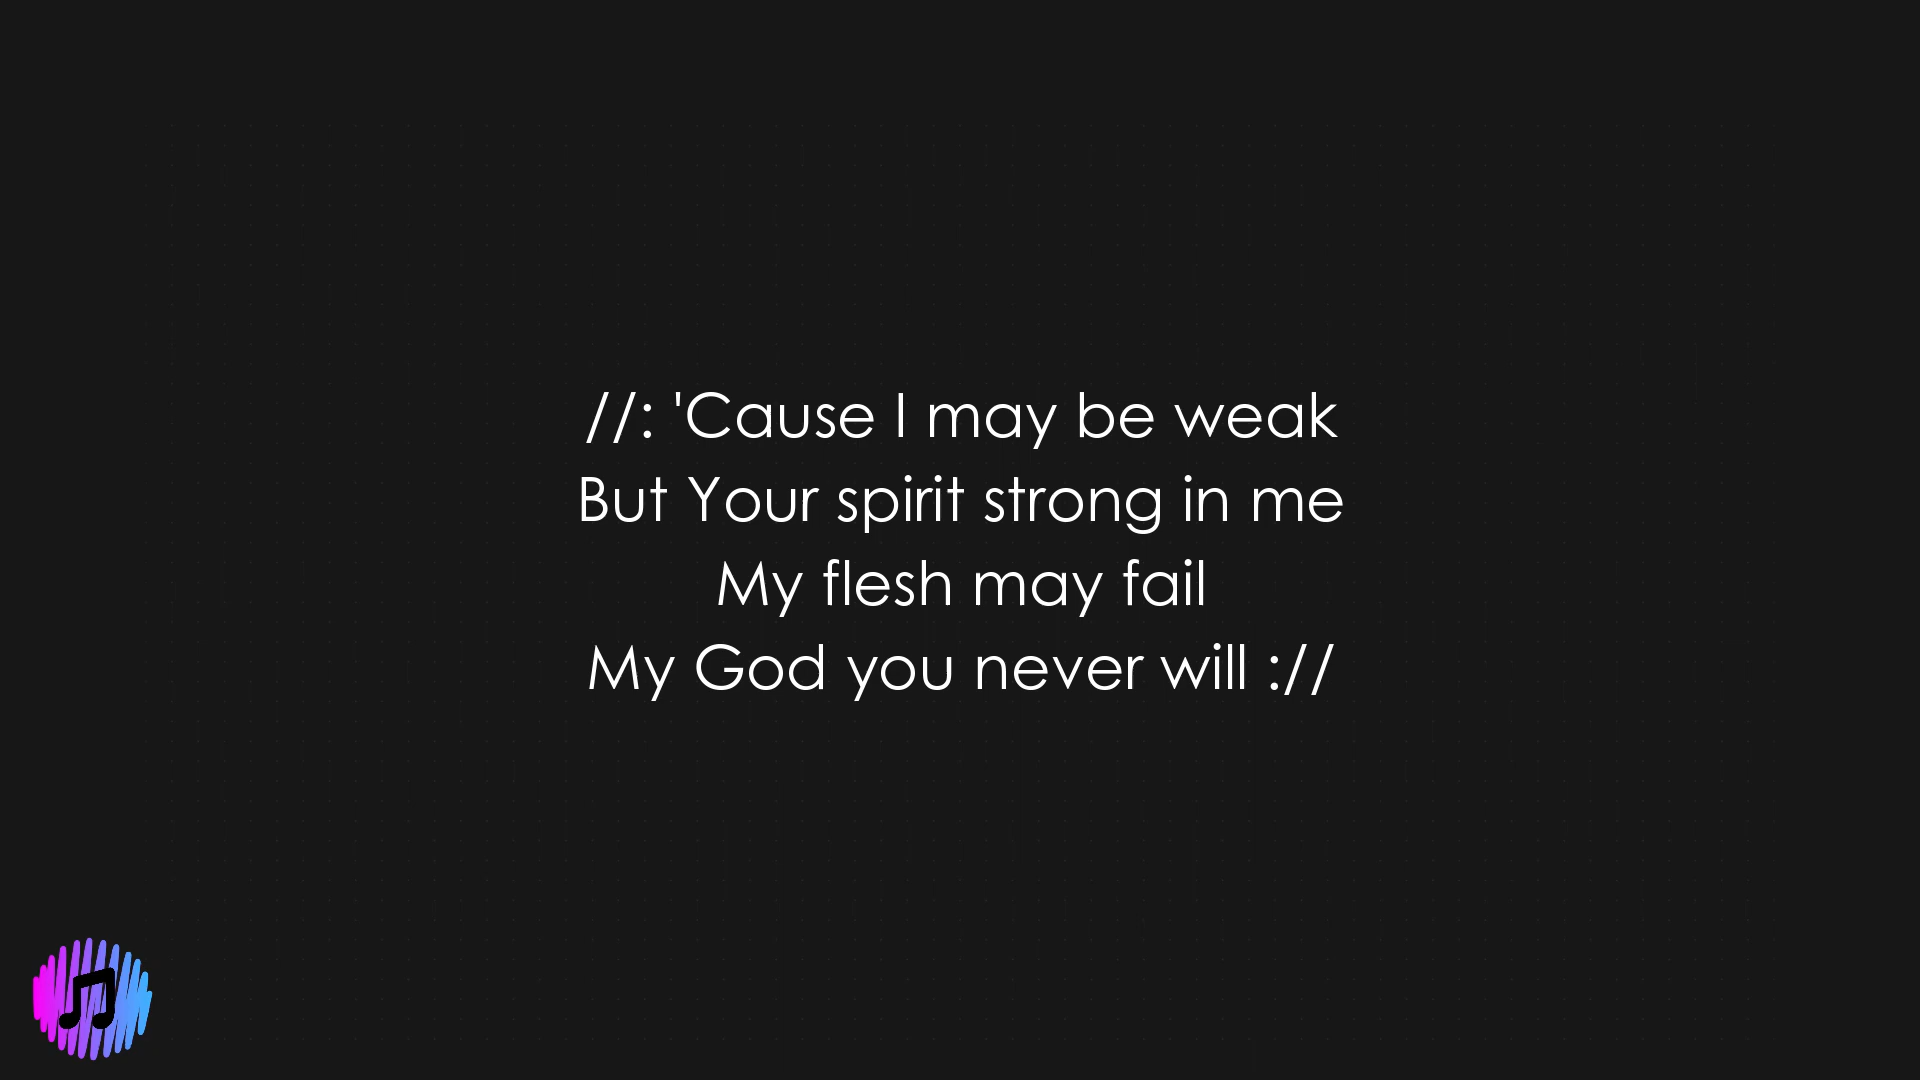 //: 'Cause I may be weak
But Your spirit strong in me
My flesh may fail
My God you never will ://